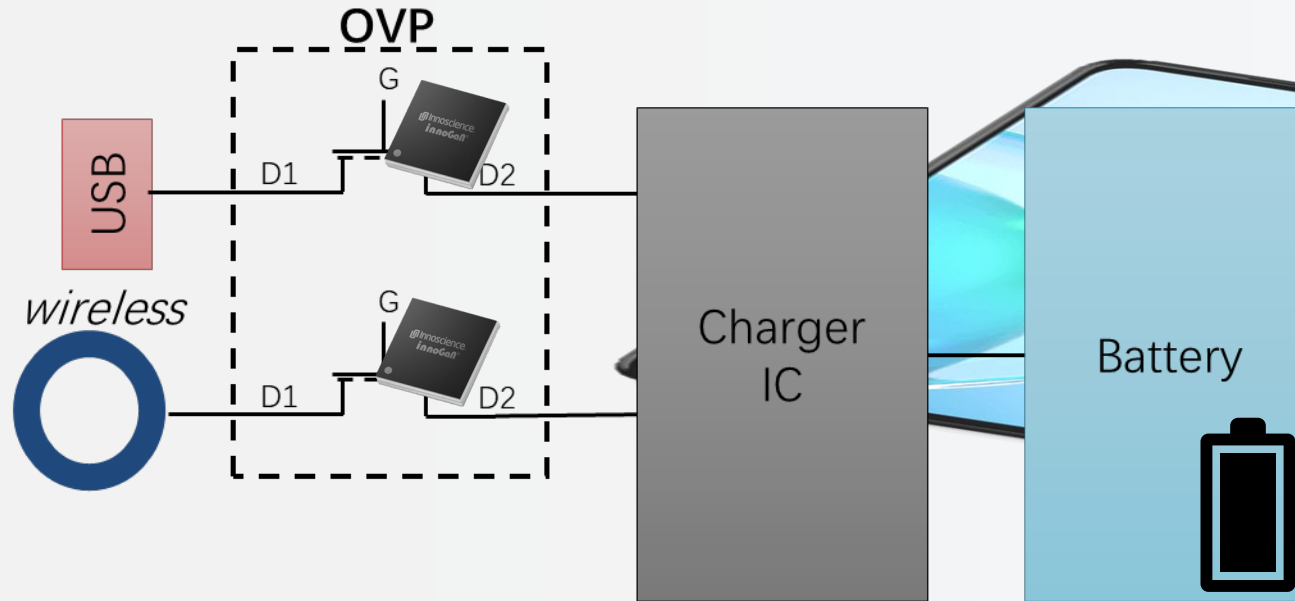 OVP
G
Innoscience
InnoGaN
USB
D1
D2
wireless
G
Innoscience
InnoGaN
D1
D2
Charger
IC
Battery